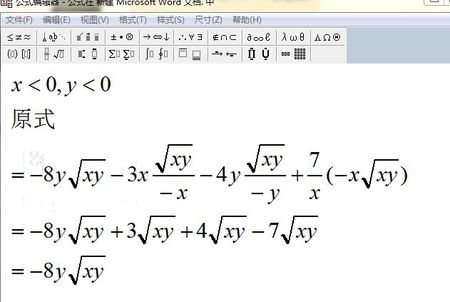 公式编辑器 - 公式在 新建 Microsoft Word 文档. 中
文件(F) 编辑(E) 视图(V) 格式(T) 样式(S) 尺寸(Z) 帮助(H)
x < 0, y < 0
原式
= -8y√xy - 3x √xy/-x - 4y √xy/-y + 7/x (-x√xy)
= -8y√xy + 3√xy + 4√xy - 7√xy
= -8y√xy